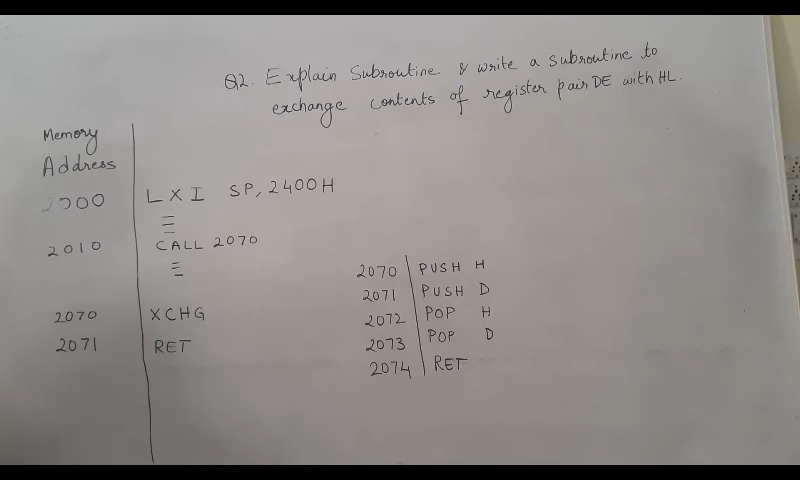 Q2. Explain Subroutine & write a subroutine to
exchange contents of register pair DE with HL.
Memory
Address
2000 LXI SP, 2400H
2010 CALL 2070
2070 XCHG
2071 RET
2070 PUSH H
2071 PUSH D
2072 POP H
2073 POP D
2074 RET